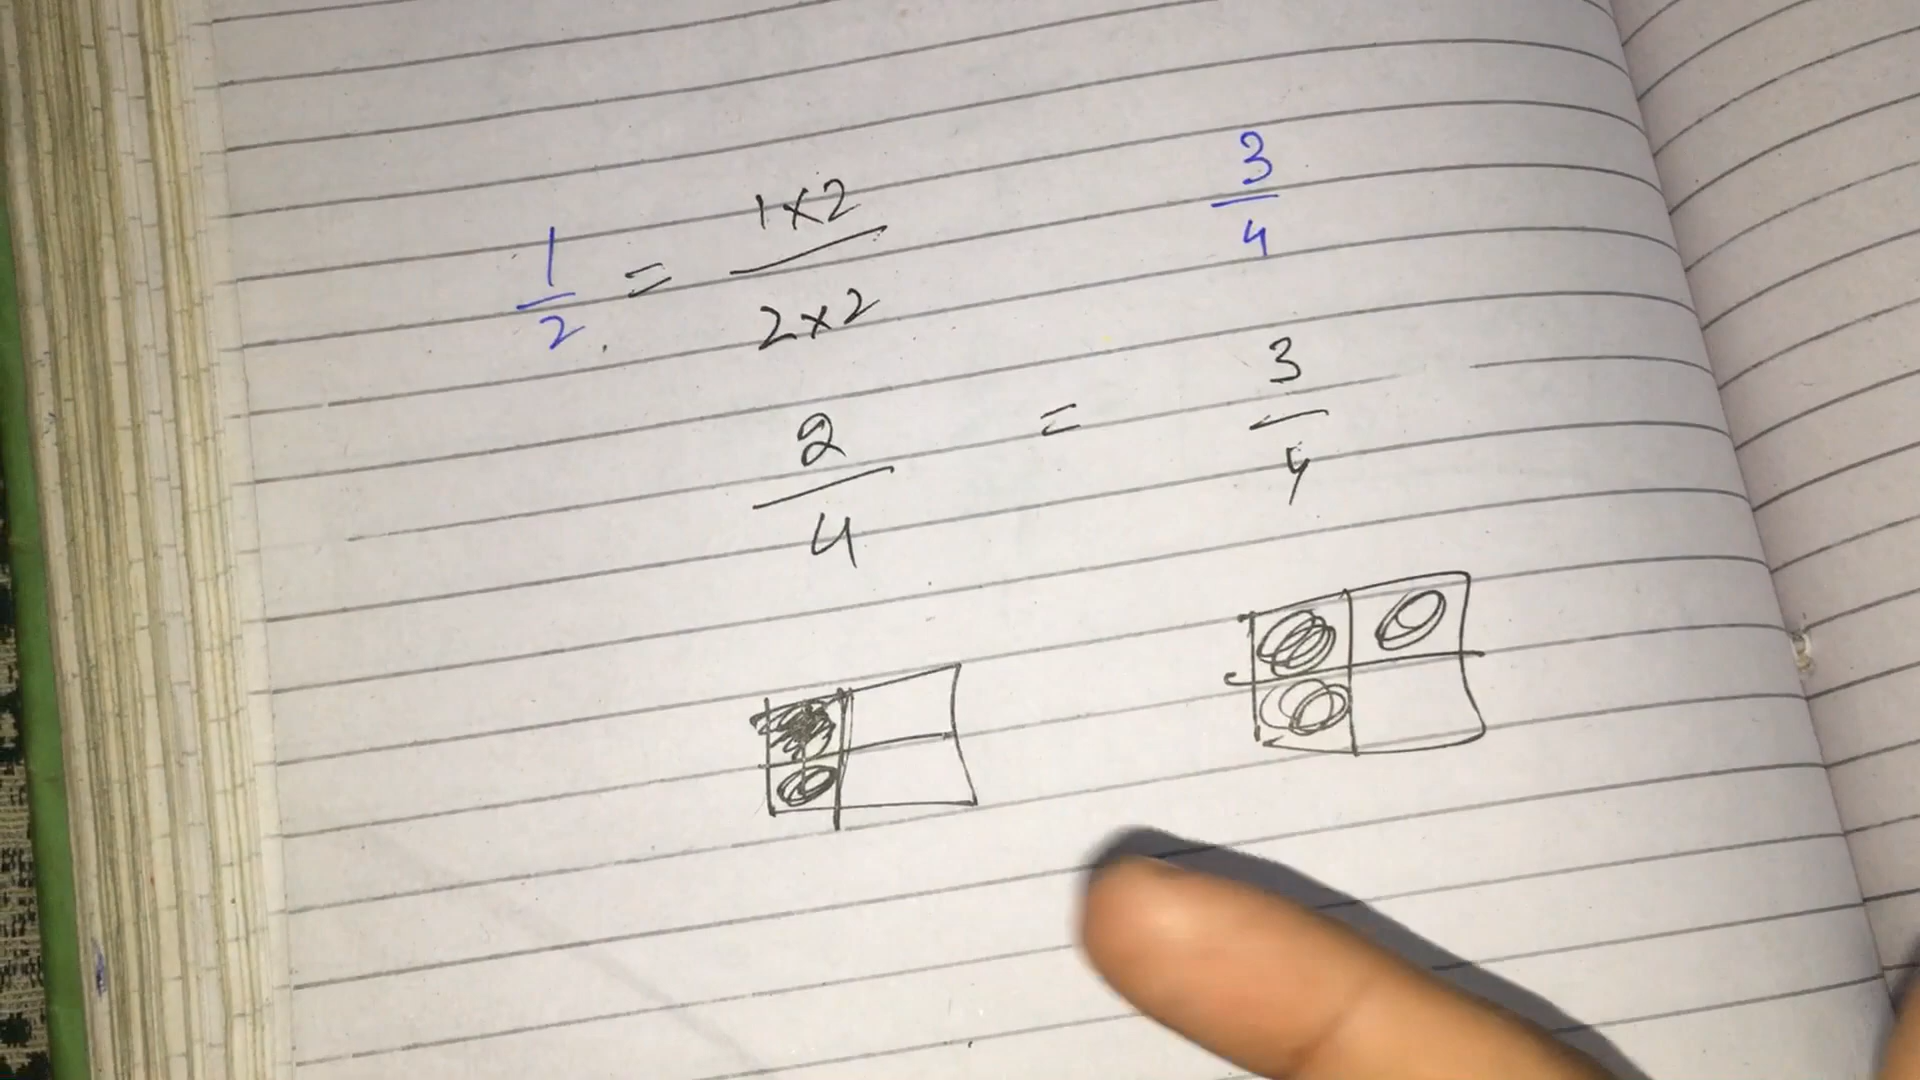 1/2 = 1×2/2×2
3/4
2/4 = 3/4